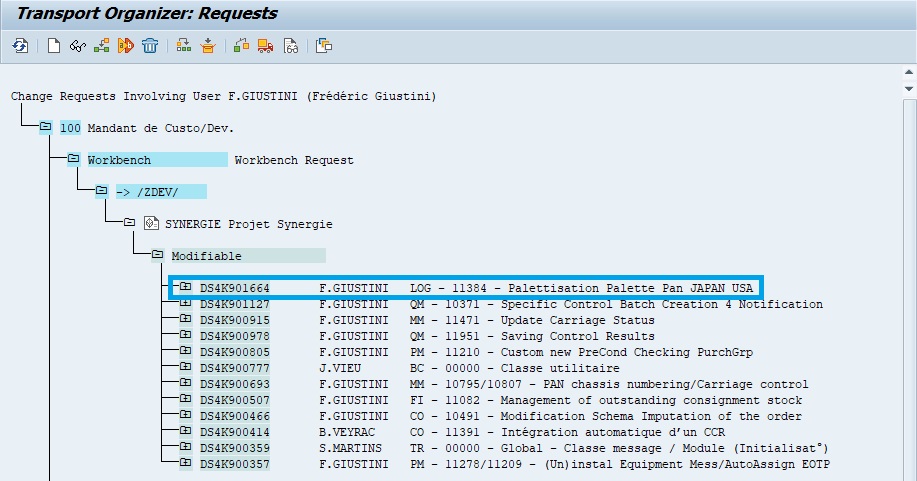 Transport Organizer: Requests
Change Requests Involving User F.GIUSTINI (Frédéric Giustini)
100 Mandant de Custo/Dev.
Workbench Workbench Request
-> /ZDEV/
SYNERGIE Projet Synergie
Modifiable
DS4K901664 F.GIUSTINI LOG - 11384 - Palettisation Palette Pan JAPAN USA
DS4K901127 F.GIUSTINI QM - 10371 - Specific Control Batch Creation 4 Notification
DS4K900915 F.GIUSTINI MM - 11471 - Update Carriage Status
DS4K900978 F.GIUSTINI QM - 11951 - Saving Control Results
DS4K900805 F.GIUSTINI PM - 11210 - Custom new PreCond Checking PurchGrp
DS4K900777 J.VIEU BC - 00000 - Classe utilitaire
DS4K900693 F.GIUSTINI MM - 10795/10807 - PAN chassis numbering/Carriage control
DS4K900507 F.GIUSTINI FI - 11082 - Management of outstanding consignment stock
DS4K900466 F.GIUSTINI CO - 10491 - Modification Schema Imputation of the order
DS4K900414 B.VEYRAC CO - 11391 - Intégration automatique d'un CCR
DS4K900359 S.MARTINS TR - 00000 - Global - Classe message / Module (Initialisat°)
DS4K900357 F.GIUSTINI PM - 11278/11209 - (Un)instal Equipment Mess/AutoAssign EOTP